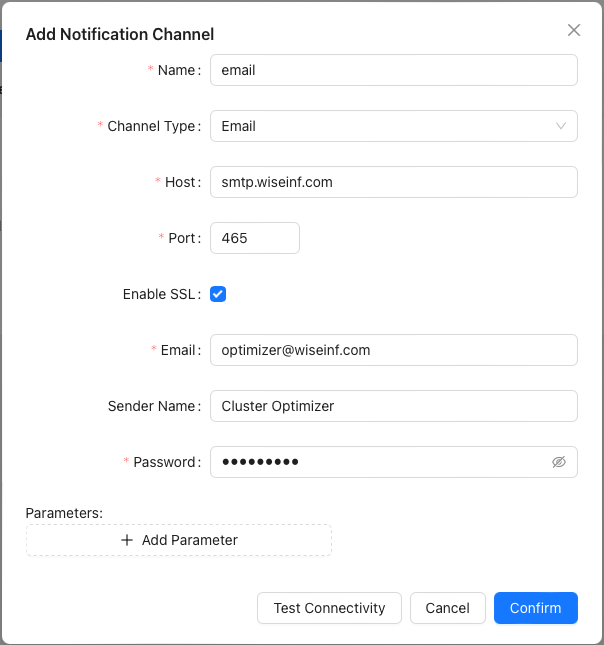 Add Notification Channel
* Name: email
* Channel Type: Email
* Host: smtp.wiseinf.com
* Port: 465
Enable SSL:
* Email: optimizer@wiseinf.com
Sender Name: Cluster Optimizer
* Password: •••••••••
Parameters:
+ Add Parameter
Test Connectivity Cancel Confirm